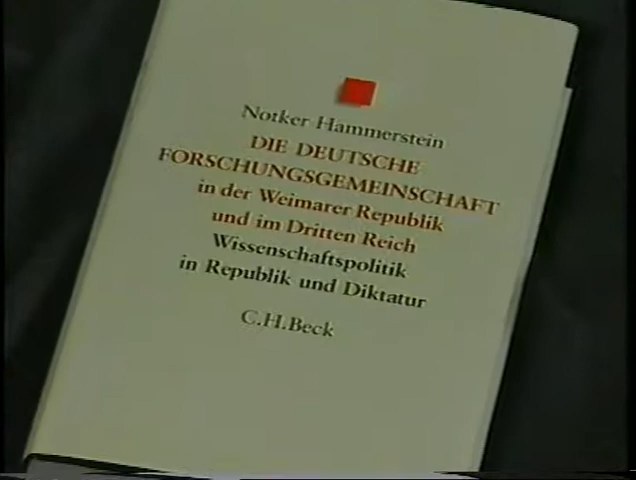 Notker Hammerstein
DIE DEUTSCHE
FORSCHUNGSGEMEINSCHAFT
in der Weimarer Republik
und im Dritten Reich
Wissenschaftspolitik
in Republik und Diktatur
C.H.Beck